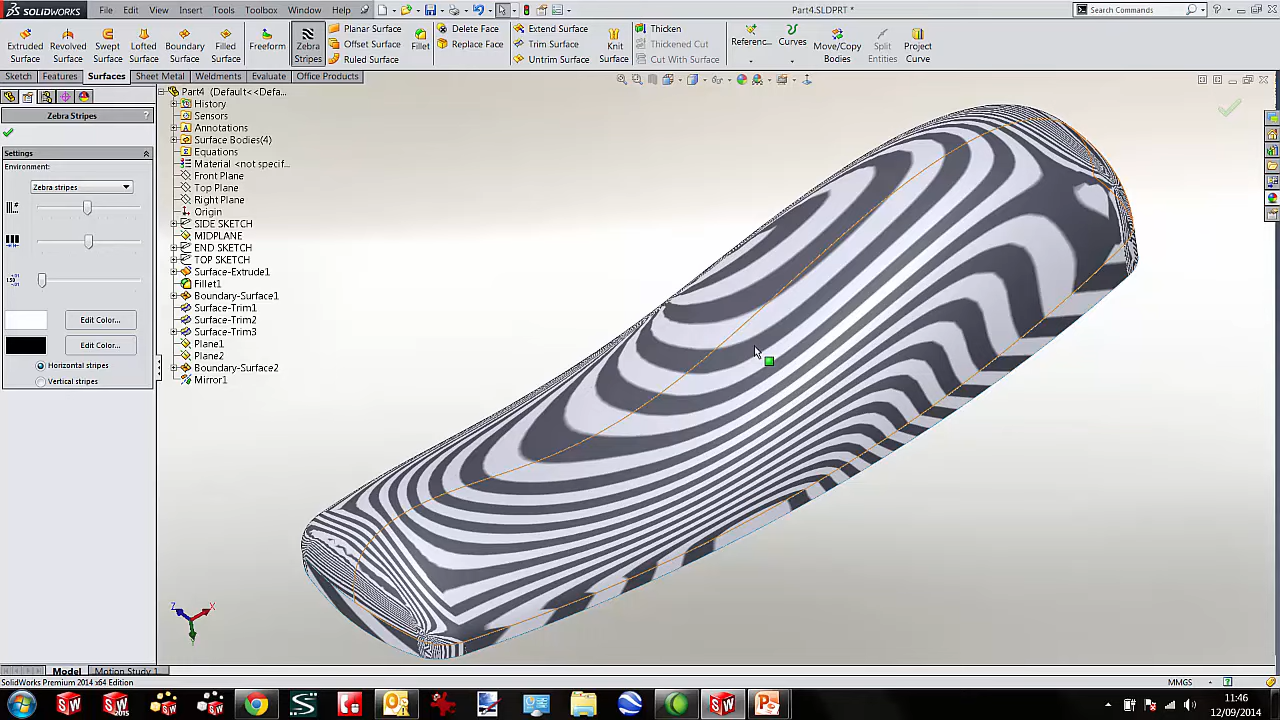 SOLIDWORKS File Edit View Insert Tools Toolbox Window Help Part4.SLDPRT * Search Commands
Extruded Surface
Revolved Surface
Swept Surface
Lofted Surface
Boundary Surface
Filled Surface
Freeform
Zebra Stripes
Planar Surface
Offset Surface
Ruled Surface
Fillet
Delete Face
Replace Face
Extend Surface
Trim Surface
Untrim Surface
Knit Surface
Thicken
Thickened Cut
Cut With Surface
Referenc...
Curves
Move/Copy Bodies
Split Entities
Project Curve
Sketch Features Surfaces Sheet Metal Weldments Evaluate Office Products
Zebra Stripes ?
Settings
Environment:
Zebra stripes
Edit Color...
Edit Color...
Horizontal stripes
Vertical stripes
Part4 (Default<<Defa...
History
Sensors
Annotations
Surface Bodies(4)
Equations
Material <not specif...
Front Plane
Top Plane
Right Plane
Origin
SIDE SKETCH
MIDPLANE
END SKETCH
TOP SKETCH
Surface-Extrude1
Fillet1
Boundary-Surface1
Surface-Trim1
Surface-Trim2
Surface-Trim3
Plane1
Plane2
Boundary-Surface2
Mirror1
Z X Y
Model Motion Study 1
SolidWorks Premium 2014 x64 Edition MMGS
11:46
12/09/2014